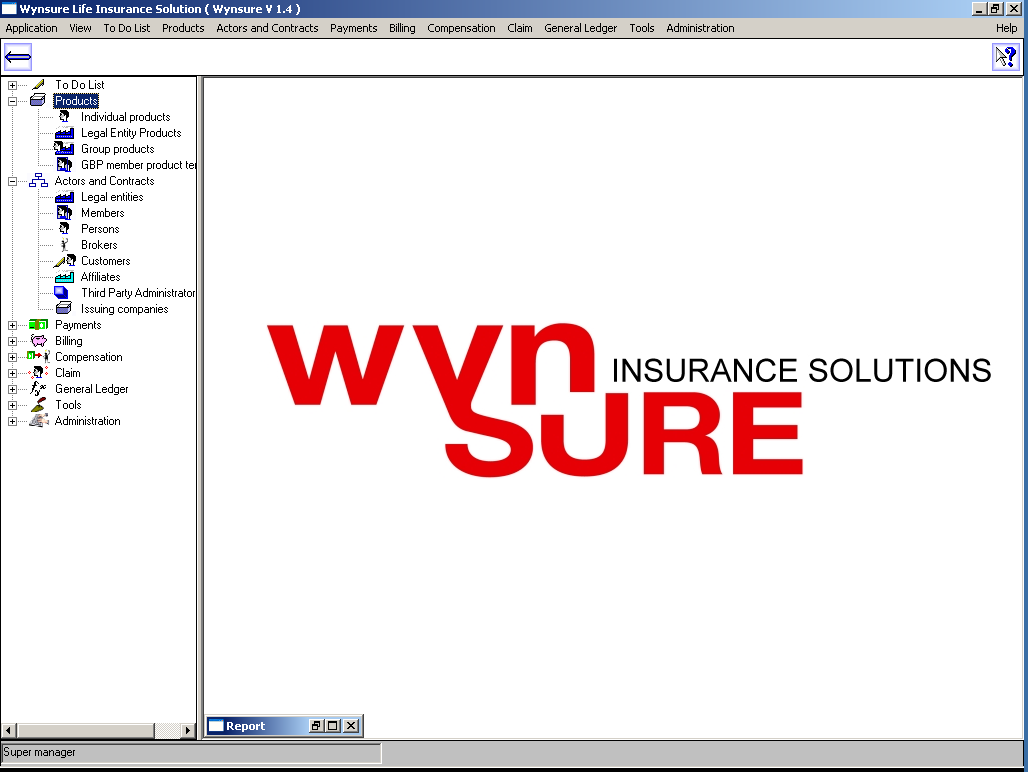 Wynsure Life Insurance Solution ( Wynsure V 1.4 )
Application View To Do List Products Actors and Contracts Payments Billing Compensation Claim General Ledger Tools Administration Help
To Do List
Products
Individual products
Legal Entity Products
Group products
GBP member product te
Actors and Contracts
Legal entities
Members
Persons
Brokers
Customers
Affiliates
Third Party Administrator
Issuing companies
Payments
Billing
Compensation
Claim
General Ledger
Tools
Administration
wyn INSURANCE SOLUTIONS
SURE
Report
Super manager